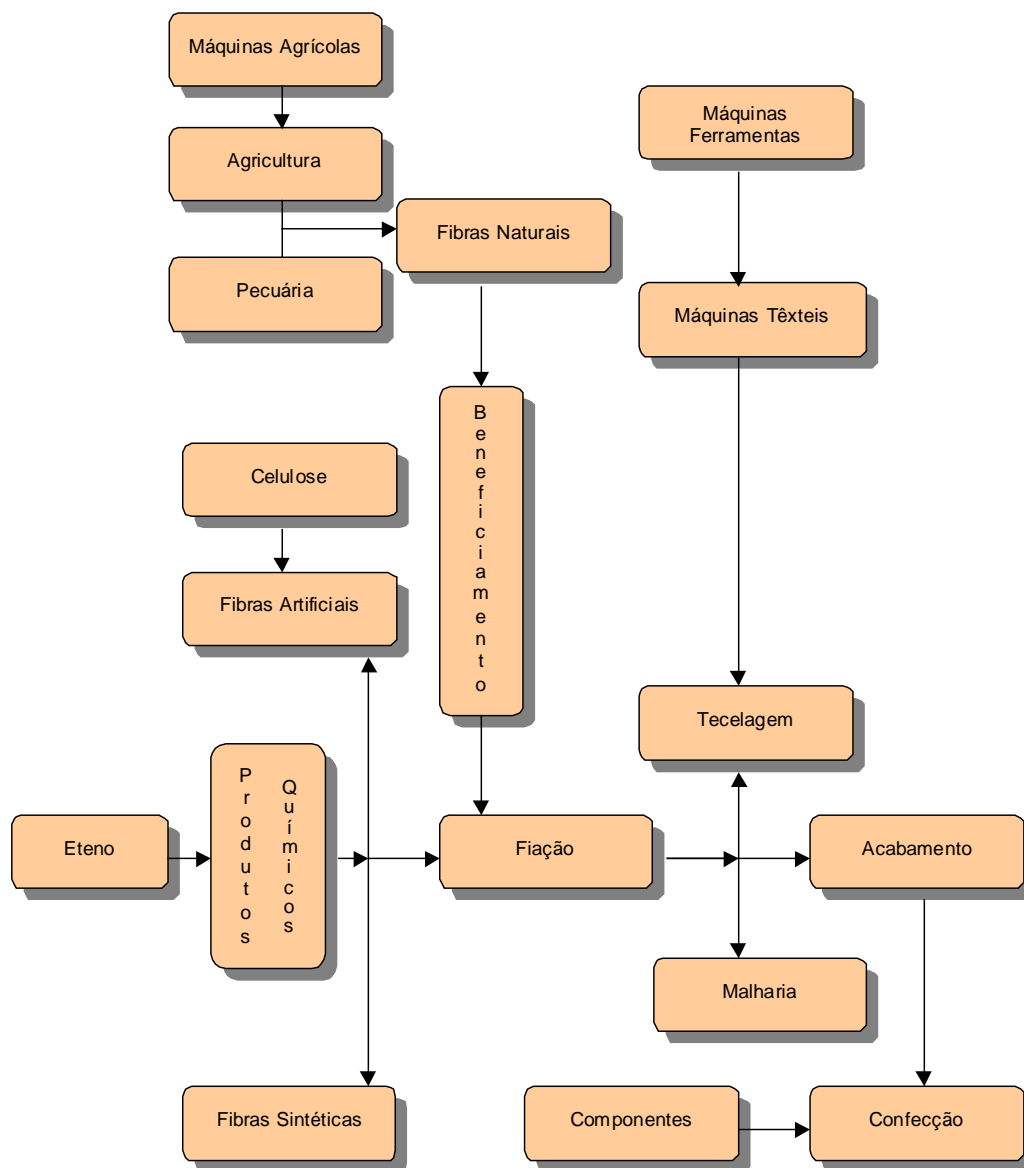 Máquinas Agrícolas
Máquinas
Ferramentas
Agricultura
Fibras Naturais
Pecuária
Máquinas Têxteis
Beneficiamento
Celulose
Fibras Artificiais
Tecelagem
Produtos
Químicos
Eteno
Fiação
Acabamento
Malharia
Fibras Sintéticas
Componentes
Confecção